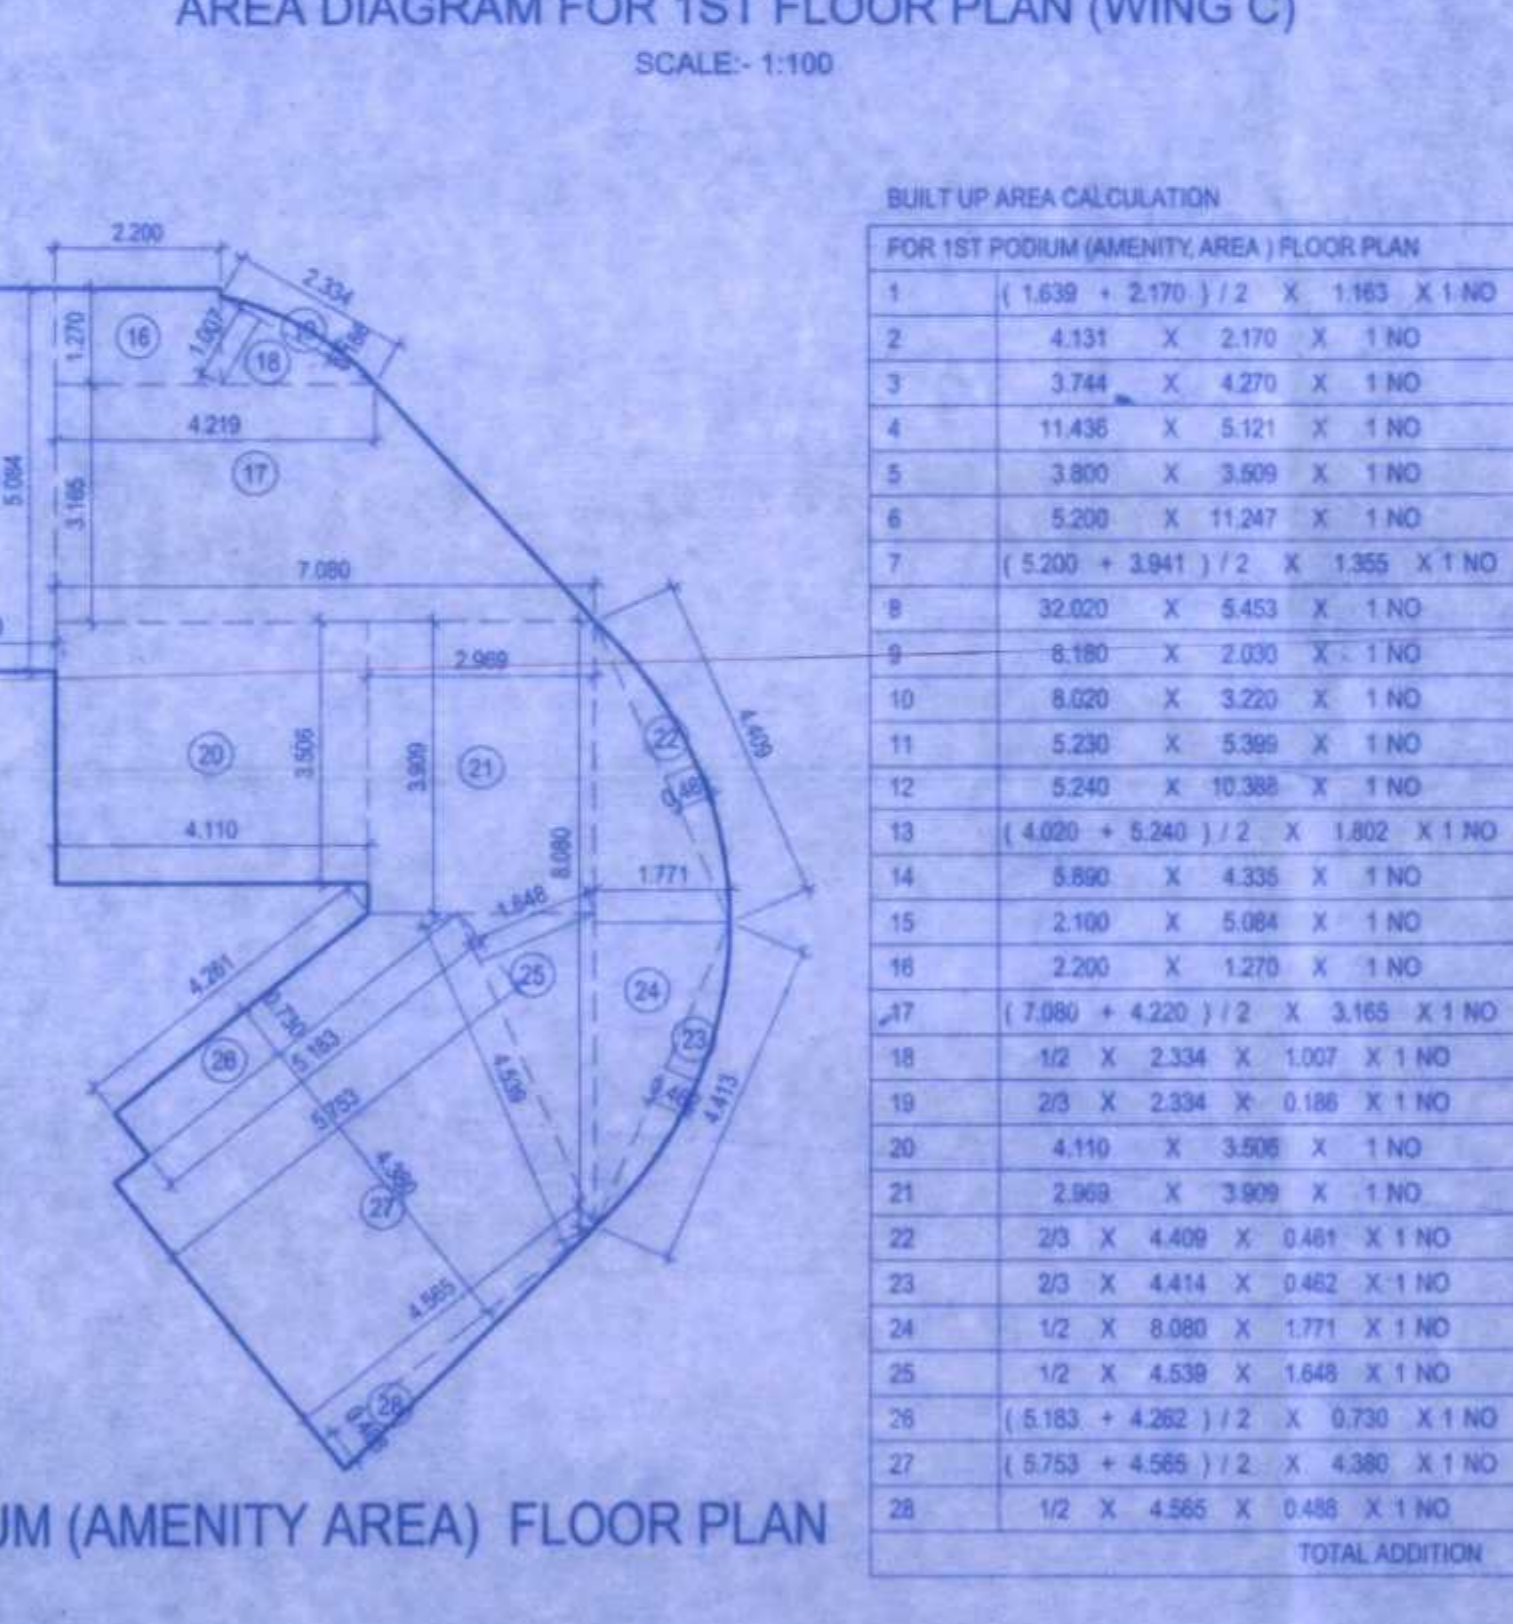 AREA DIAGRAM FOR 1ST FLOOR PLAN (WING C)
SCALE:- 1:100
BUILT UP AREA CALCULATION
FOR 1ST PODIUM (AMENITY AREA ) FLOOR PLAN
1 ( 1.639 + 2.170 ) / 2 X 1.163 X 1 NO
2 4.131 X 2.170 X 1 NO
3 3.744 X 4.270 X 1 NO
4 11.436 X 5.121 X 1 NO
5 3.800 X 3.509 X 1 NO
6 5.200 X 11.247 X 1 NO
7 ( 5.200 + 3.941 ) / 2 X 1.355 X 1 NO
8 32.020 X 5.453 X 1 NO
9 8.180 X 2.030 X 1 NO
10 8.020 X 3.220 X 1 NO
11 5.230 X 5.399 X 1 NO
12 5.240 X 10.388 X 1 NO
13 ( 4.020 + 5.240 ) / 2 X 1.802 X 1 NO
14 5.890 X 4.335 X 1 NO
15 2.100 X 5.084 X 1 NO
16 2.200 X 1.270 X 1 NO
17 ( 7.080 + 4.220 ) / 2 X 3.165 X 1 NO
18 1/2 X 2.334 X 1.007 X 1 NO
19 2/3 X 2.334 X 0.186 X 1 NO
20 4.110 X 3.506 X 1 NO
21 2.969 X 3.909 X 1 NO
22 2/3 X 4.409 X 0.461 X 1 NO
23 2/3 X 4.414 X 0.462 X 1 NO
24 1/2 X 8.080 X 1.771 X 1 NO
25 1/2 X 4.539 X 1.648 X 1 NO
26 ( 5.183 + 4.262 ) / 2 X 0.730 X 1 NO
27 ( 5.753 + 4.565 ) / 2 X 4.380 X 1 NO
28 1/2 X 4.565 X 0.488 X 1 NO
TOTAL ADDITION
2.200
2.334
1.270
16
1.007
18
4.219
17
5.084
3.165
7.080
2.969
22
4.409
20
3.506
3.909
21
4.110
8.080
1.771
1.648
4.261
25
24
0.730
5.183
26
23
4.539
4.413
5.753
4.380
27
4.565
28
UM (AMENITY AREA) FLOOR PLAN